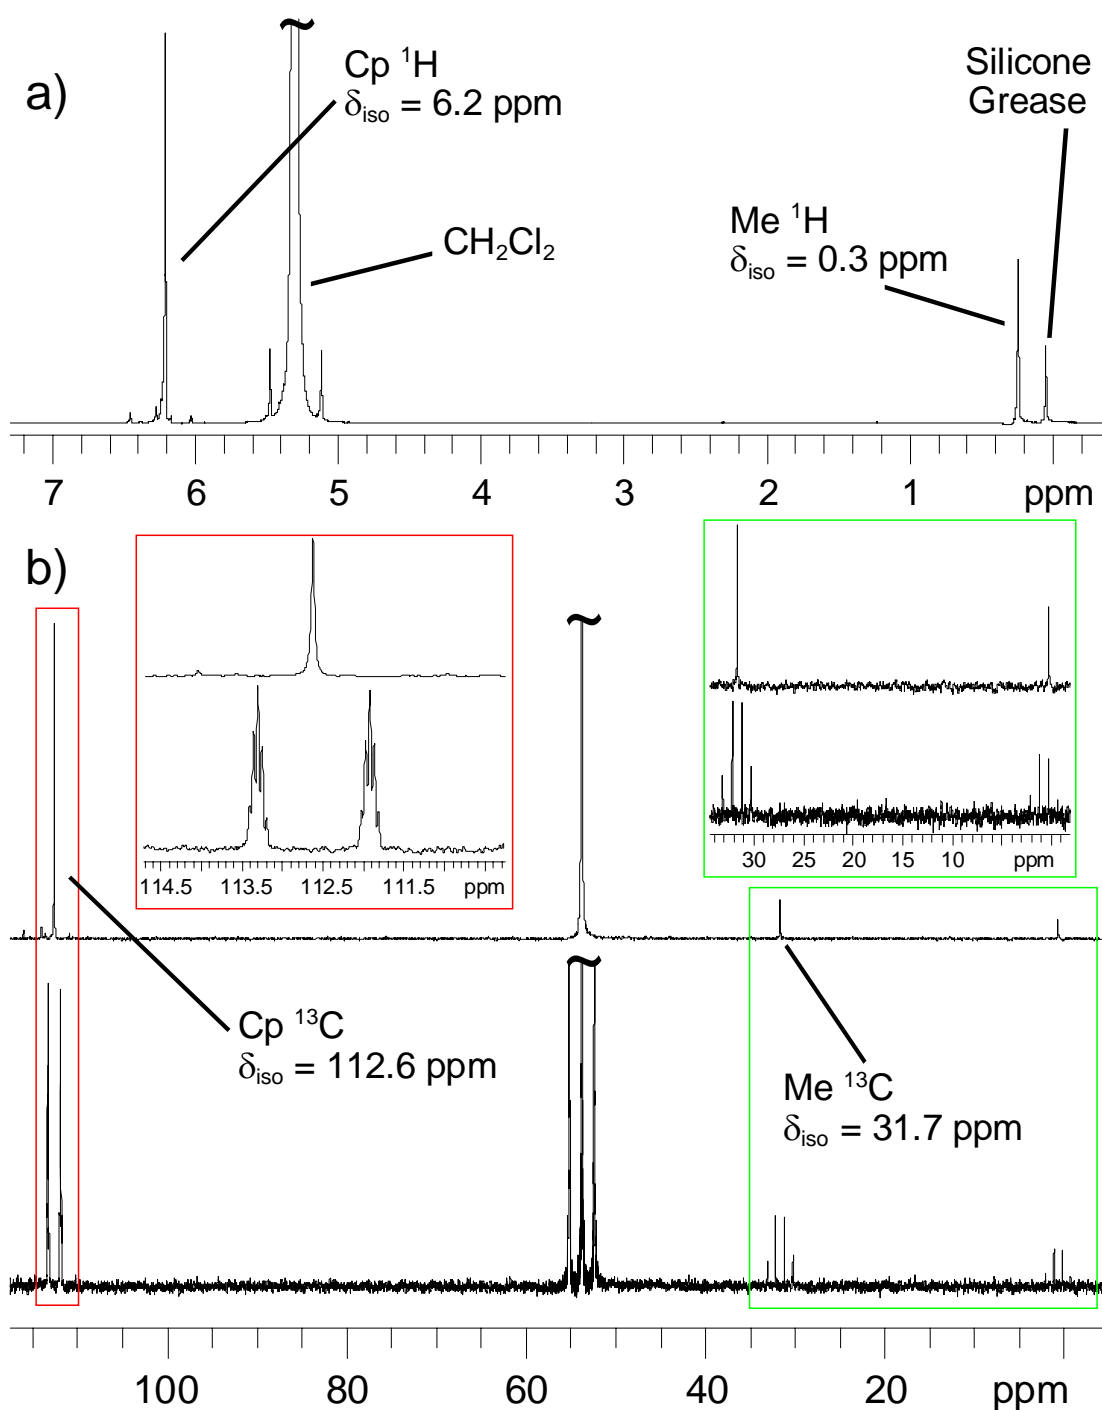 a)
Cp ¹H
δiso = 6.2 ppm
CH₂Cl₂
Me ¹H
δiso = 0.3 ppm
Silicone
Grease
7 6 5 4 3 2 1 ppm
b)
114.5 113.5 112.5 111.5 ppm
30 25 20 15 10 ppm
Cp ¹³C
δiso = 112.6 ppm
Me ¹³C
δiso = 31.7 ppm
100 80 60 40 20 ppm